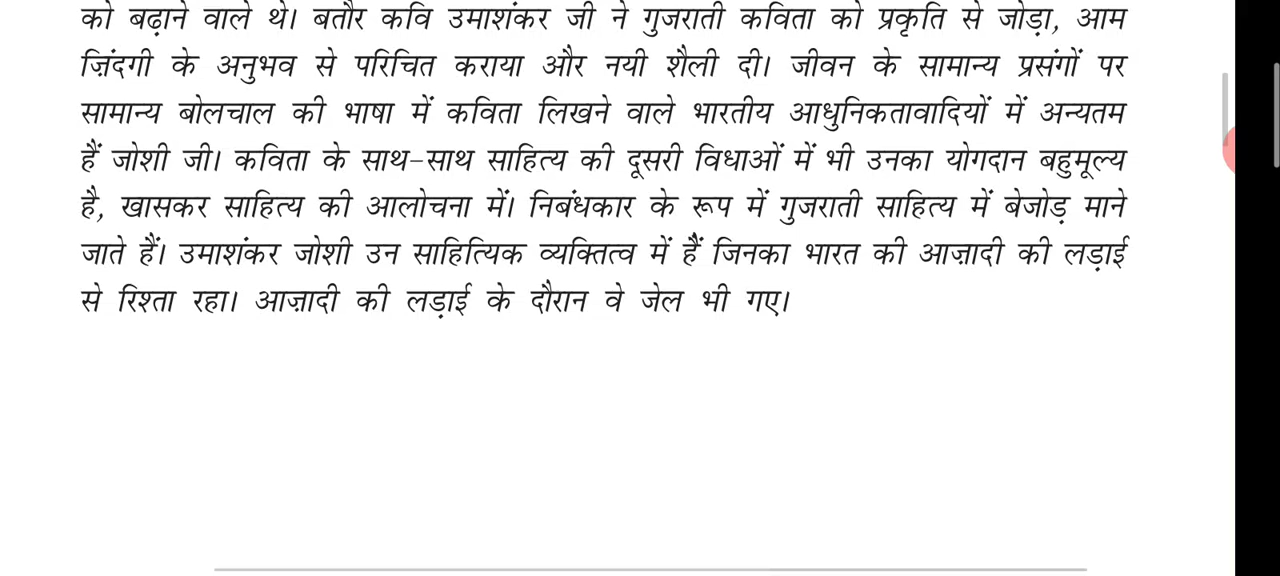 को बढ़ाने वाले थे। बतौर कवि उमाशंकर जी ने गुजराती कविता को प्रकृति से जोड़ा, आम
ज़िंदगी के अनुभव से परिचित कराया और नयी शैली दी। जीवन के सामान्य प्रसंगों पर
सामान्य बोलचाल की भाषा में कविता लिखने वाले भारतीय आधुनिकतावादियों में अन्यतम
हैं जोशी जी। कविता के साथ-साथ साहित्य की दूसरी विधाओं में भी उनका योगदान बहुमूल्य
है, खासकर साहित्य की आलोचना में। निबंधकार के रूप में गुजराती साहित्य में बेजोड़ माने
जाते हैं। उमाशंकर जोशी उन साहित्यिक व्यक्तित्व में हैं जिनका भारत की आज़ादी की लड़ाई
से रिश्ता रहा। आज़ादी की लड़ाई के दौरान वे जेल भी गए।